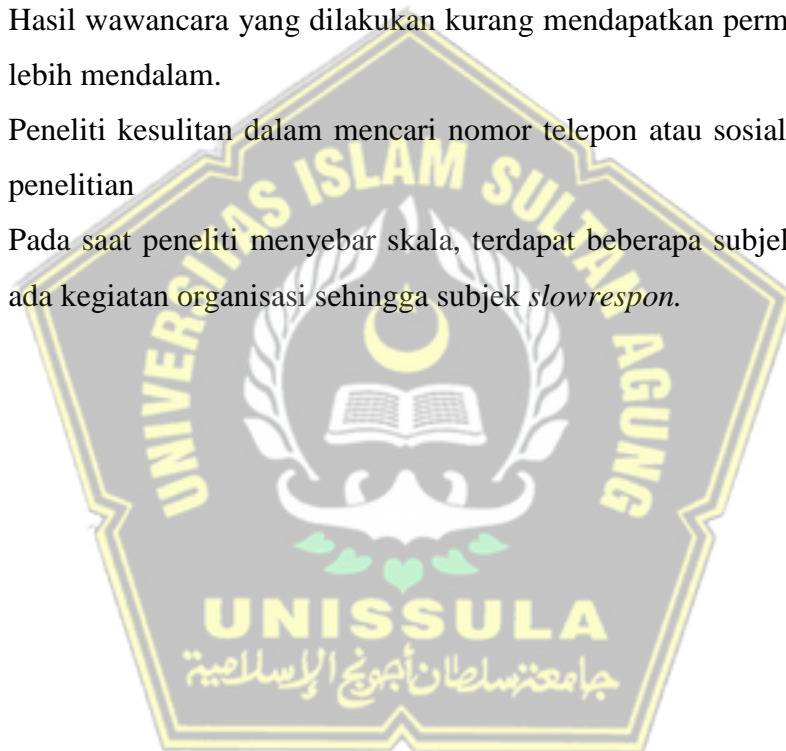 Hasil wawancara yang dilakukan kurang mendapatkan perm
lebih mendalam.
Peneliti kesulitan dalam mencari nomor telepon atau sosial
penelitian
Pada saat peneliti menyebar skala, terdapat beberapa subjek
ada kegiatan organisasi sehingga subjek slowrespon.
UNIVERSITAS ISLAM SULTAN AGUNG
UNISSULA
جامعة سلطان أجونج الإسلامية